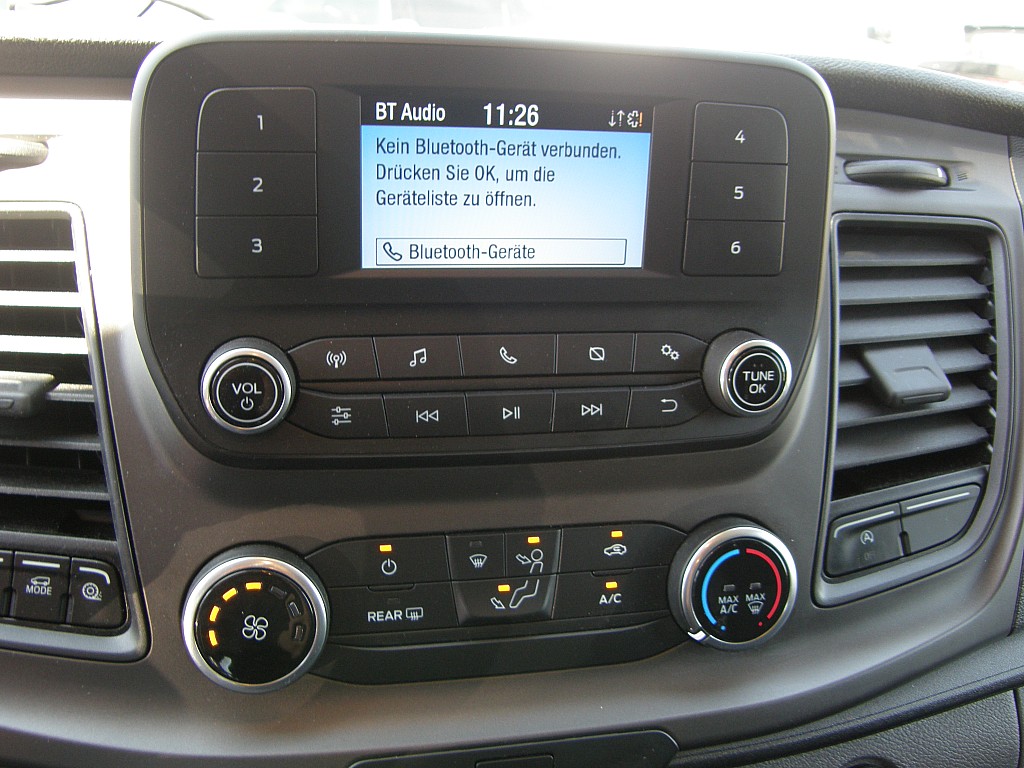 BT Audio 11:26
Kein Bluetooth-Gerät verbunden.
Drücken Sie OK, um die
Geräteliste zu öffnen.
Bluetooth-Geräte
1
2
3
4
5
6
VOL
TUNE
OK
MODE
REAR
A/C
MAX
A/C
MAX